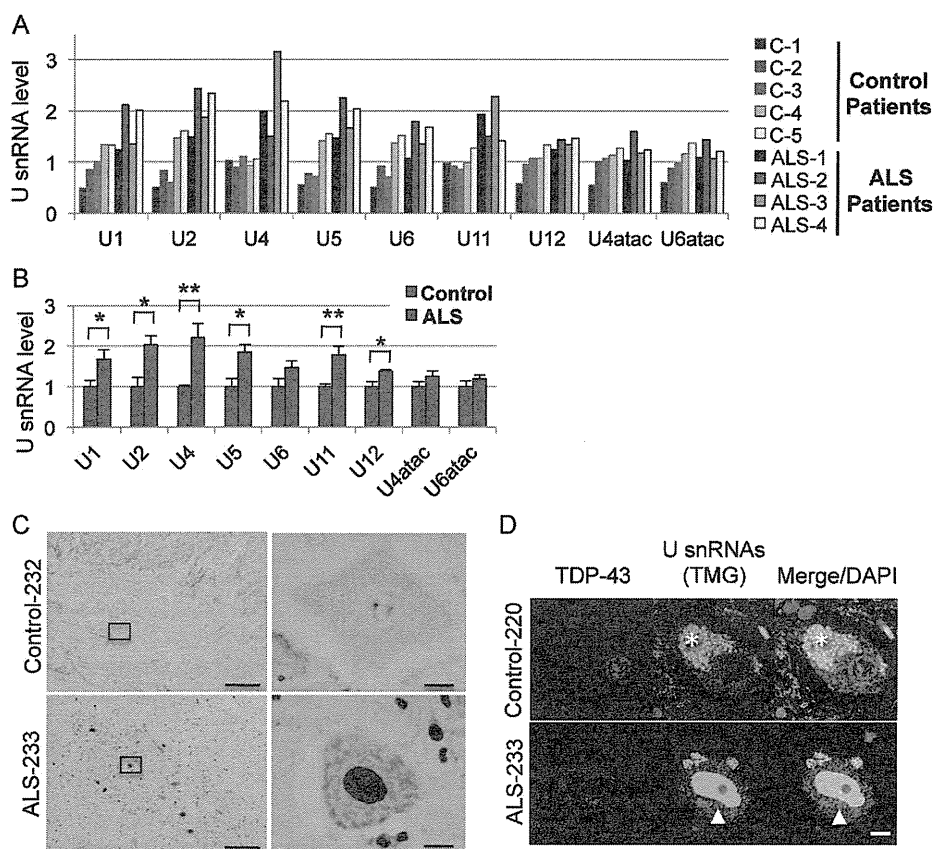 A
U snRNA level
3
2
1
0
U1 U2 U4 U5 U6 U11 U12 U4atac U6atac
C-1
C-2
C-3
C-4
C-5
Control Patients
ALS-1
ALS-2
ALS-3
ALS-4
ALS Patients
B
U snRNA level
3
2
1
0
* * ** * ** *
Control
ALS
U1 U2 U4 U5 U6 U11 U12 U4atac U6atac
C
Control-232
ALS-233
D
U snRNAs
TDP-43 (TMG) Merge/DAPI
Control-220
* *
ALS-233